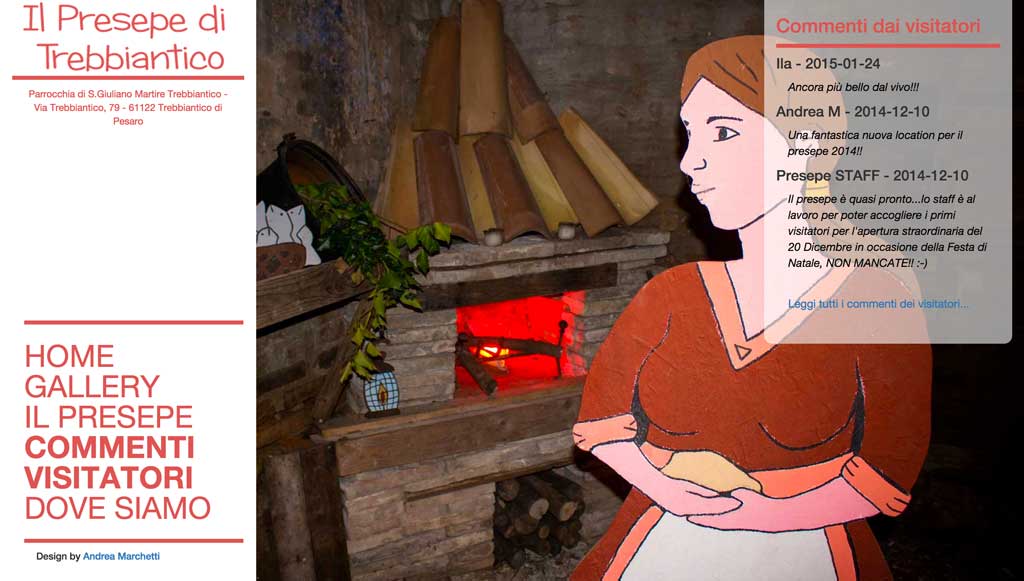 Il Presepe di
Trebbiantico
Parrocchia di S.Giuliano Martire Trebbiantico -
Via Trebbiantico, 79 - 61122 Trebbiantico di
Pesaro
HOME
GALLERY
IL PRESEPE
COMMENTI
VISITATORI
DOVE SIAMO
Design by Andrea Marchetti
Commenti dai visitatori
Ila - 2015-01-24
Ancora più bello dal vivo!!!
Andrea M - 2014-12-10
Una fantastica nuova location per il
presepe 2014!!
Presepe STAFF - 2014-12-10
Il presepe è quasi pronto...lo staff è al
lavoro per poter accogliere i primi
visitatori per l'apertura straordinaria del
20 Dicembre in occasione della Festa di
Natale, NON MANCATE!! :-)
Leggi tutti i commenti dei visitatori...